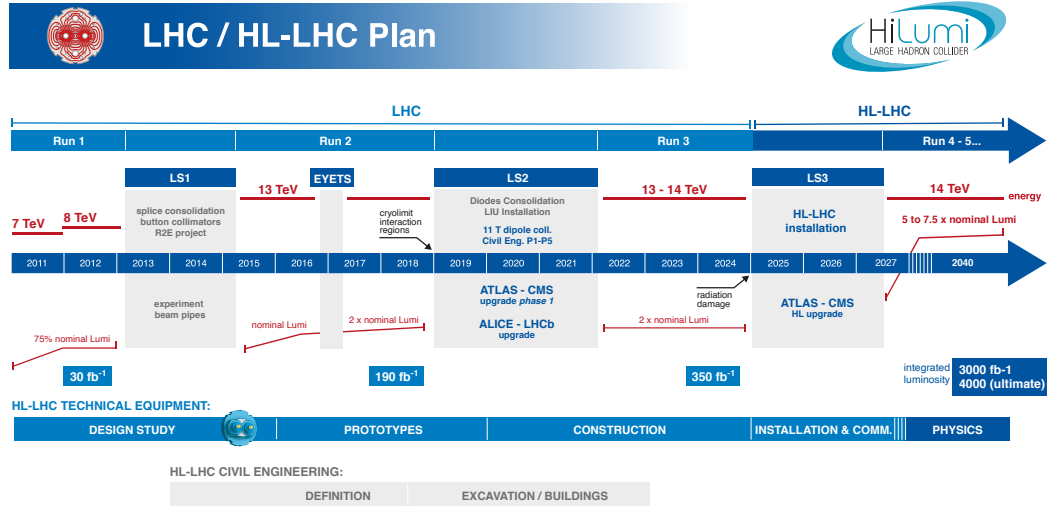 LHC / HL-LHC Plan
HiLumi
LARGE HADRON COLLIDER
LHC
HL-LHC
Run 1
Run 2
Run 3
Run 4 - 5...
LS1
EYETS
LS2
LS3
13 TeV
13 - 14 TeV
14 TeV
energy
7 TeV
8 TeV
splice consolidation
button collimators
R2E project
cryolimit
interaction
regions
Diodes Consolidation
LIU Installation
11 T dipole coll.
Civil Eng. P1-P5
HL-LHC
installation
5 to 7.5 x nominal Lumi
2011 2012 2013 2014 2015 2016 2017 2018 2019 2020 2021 2022 2023 2024 2025 2026 2027 2040
experiment
beam pipes
ATLAS - CMS
upgrade phase 1
ALICE - LHCb
upgrade
radiation
damage
ATLAS - CMS
HL upgrade
75% nominal Lumi
nominal Lumi
2 x nominal Lumi
2 x nominal Lumi
30 fb-1
190 fb-1
350 fb-1
integrated
luminosity
3000 fb-1
4000 (ultimate)
HL-LHC TECHNICAL EQUIPMENT:
DESIGN STUDY
PROTOTYPES
CONSTRUCTION
INSTALLATION & COMM.
PHYSICS
HL-LHC CIVIL ENGINEERING:
DEFINITION
EXCAVATION / BUILDINGS